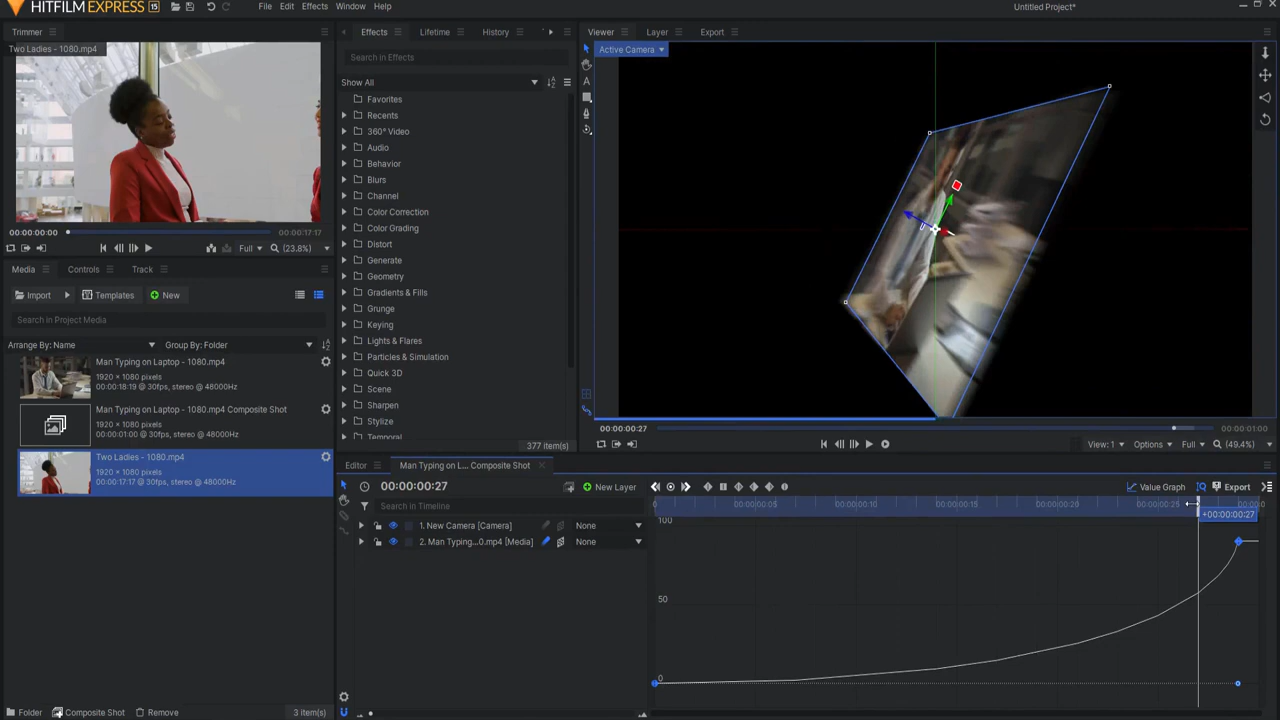 HITFILM EXPRESS 15
File Edit Effects Window Help
Untitled Project*
Trimmer
Two Ladies - 1080.mp4
00:00:00:00
00:00:17:17
Full
(23.8%)
Media
Controls
Track
Import
Templates
New
Search in Project Media
Arrange By: Name
Group By: Folder
Man Typing on Laptop - 1080.mp4
1920 × 1080 pixels
00:00:18:19 @ 30fps, stereo @ 48000Hz
Man Typing on Laptop - 1080.mp4 Composite Shot
1920 × 1080 pixels
00:00:01:00 @ 30fps, stereo @ 48000Hz
Two Ladies - 1080.mp4
1920 × 1080 pixels
00:00:17:17 @ 30fps, stereo @ 48000Hz
Folder
Composite Shot
Remove
3 item(s)
Effects
Lifetime
History
Search in Effects
Show All
Favorites
Recents
360° Video
Audio
Behavior
Blurs
Channel
Color Correction
Color Grading
Distort
Generate
Geometry
Gradients & Fills
Grunge
Keying
Lights & Flares
Particles & Simulation
Quick 3D
Scene
Sharpen
Stylize
Temporal
377 item(s)
Viewer
Layer
Export
Active Camera
00:00:00:27
00:00:01:00
View: 1
Options
Full
(49.4%)
Editor
Man Typing on L... Composite Shot
00:00:00:27
New Layer
Value Graph
Export
Search in Timeline
00:00:00:05
00:00:00:10
00:00:00:15
00:00:00:20
00:00:00:25
+00:00:00:27
1. New Camera [Camera]
None
2. Man Typing...0.mp4 [Media]
None
100
50
0